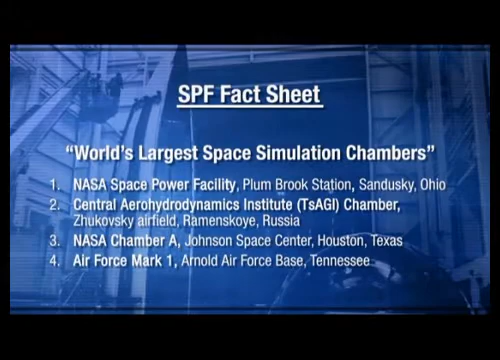 SPF Fact Sheet
“World’s Largest Space Simulation Chambers”
1. NASA Space Power Facility, Plum Brook Station, Sandusky, Ohio
2. Central Aerohydrodynamics Institute (TsAGI) Chamber,
Zhukovsky airfield, Ramenskoye, Russia
3. NASA Chamber A, Johnson Space Center, Houston, Texas
4. Air Force Mark 1, Arnold Air Force Base, Tennessee